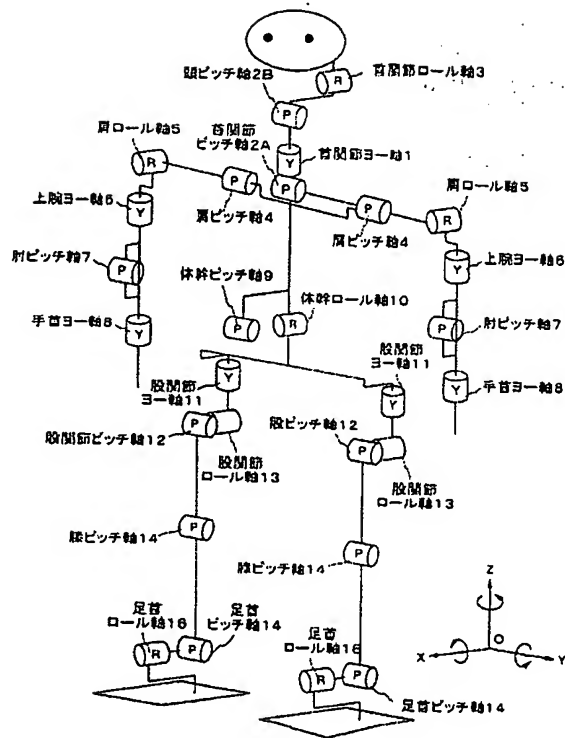 頭ピッチ軸2B
首関節ロール軸3
R
P
首関節
ピッチ軸2A
Y
首関節ヨー軸1
肩ロール軸5
R
P
P
P
肩ピッチ軸4
肩ピッチ軸4
肩ロール軸5
R
上腕ヨー軸6
Y
上腕ヨー軸6
Y
肘ピッチ軸7
P
体幹ピッチ軸9
P
体幹ロール軸10
R
肘ピッチ軸7
P
手首ヨー軸8
Y
手首ヨー軸8
Y
股関節
ヨー軸11
Y
股関節
ヨー軸11
Y
股関節ピッチ軸12
P
股ピッチ軸12
P
股関節
ロール軸13
股関節
ロール軸13
膝ピッチ軸14
P
膝ピッチ軸14
P
足首
ロール軸16
R
足首
ピッチ軸14
P
足首
ロール軸16
R
P
足首ピッチ軸14
Z
O
X
Y